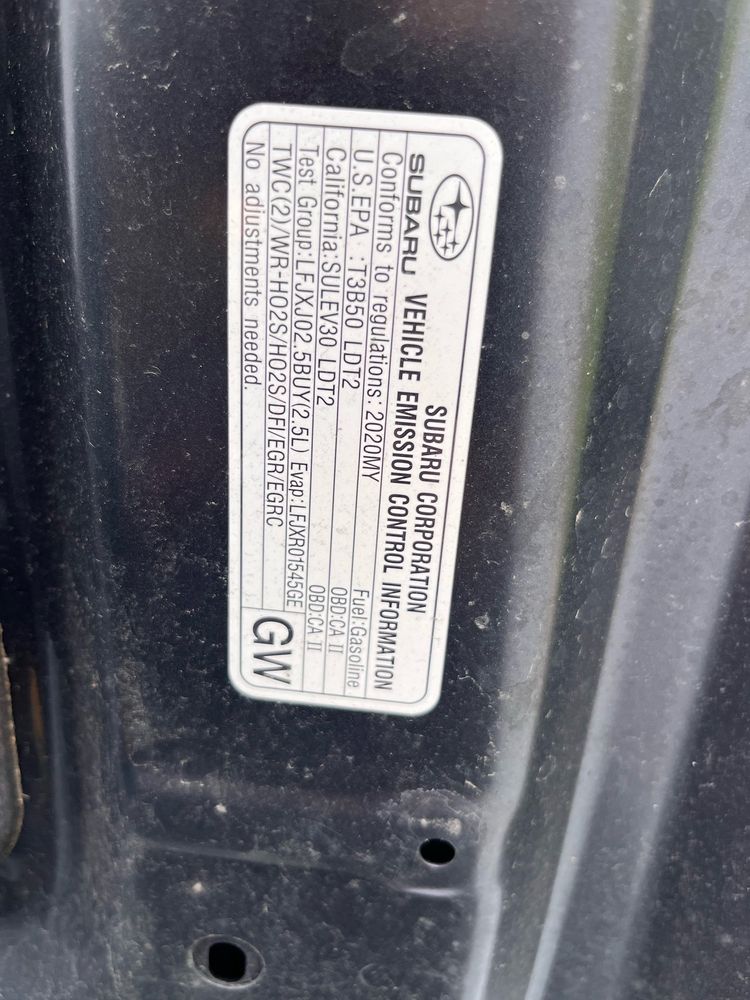 SUBARU CORPORATION
SUBARU VEHICLE EMISSION CONTROL INFORMATION
Conforms to regulations: 2020MY Fuel:Gasoline
U.S.EPA :T3B50 LDT2 OBD:CA II
California:SULEV30 LDT2 OBD:CA II
Test Group:LFJXJ02.5BUY(2.5L) Evap:LFJXR01545GE
TWC(2)/WR-HO2S/HO2S/DFI/EGR/EGRC
No adjustments needed.
GW